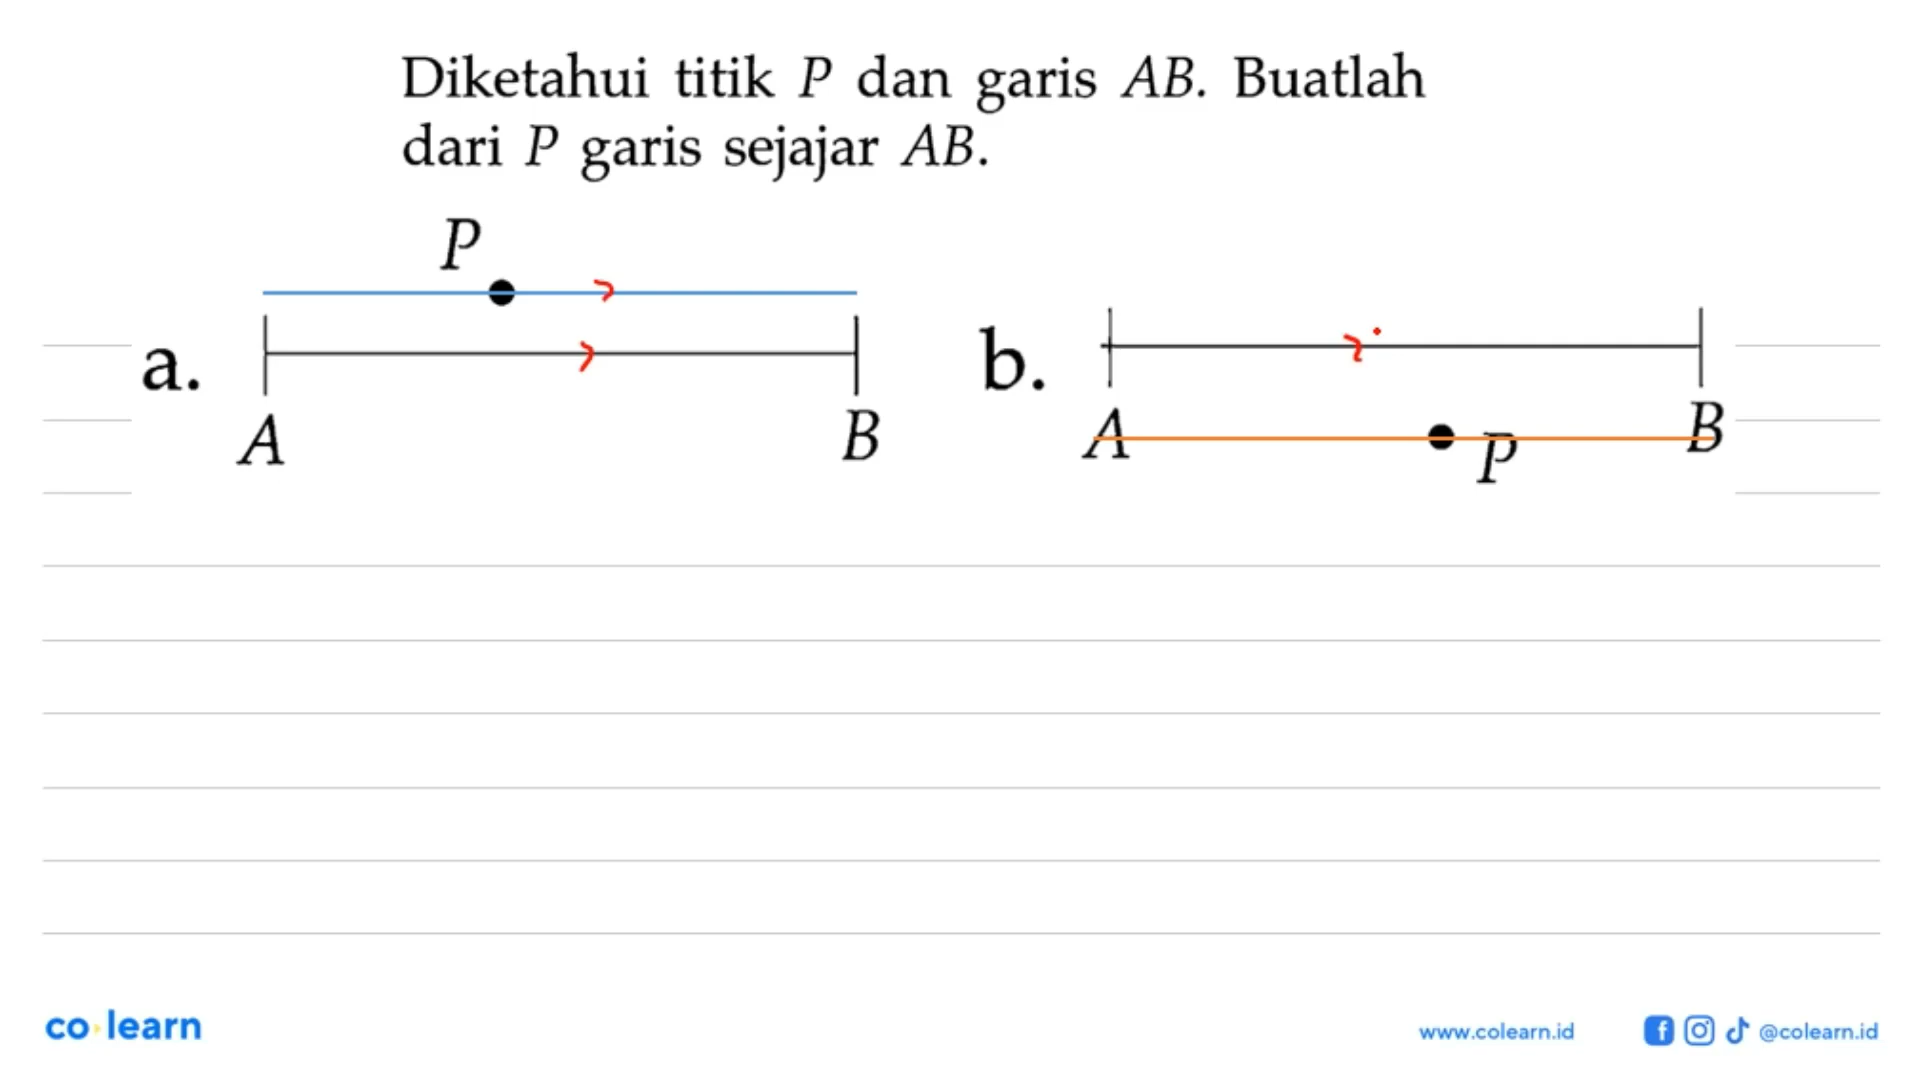 Diketahui titik P dan garis AB. Buatlah
dari P garis sejajar AB.
P
a.
A
B
b.
A
P
B
co learn
www.colearn.id
@colearn.id